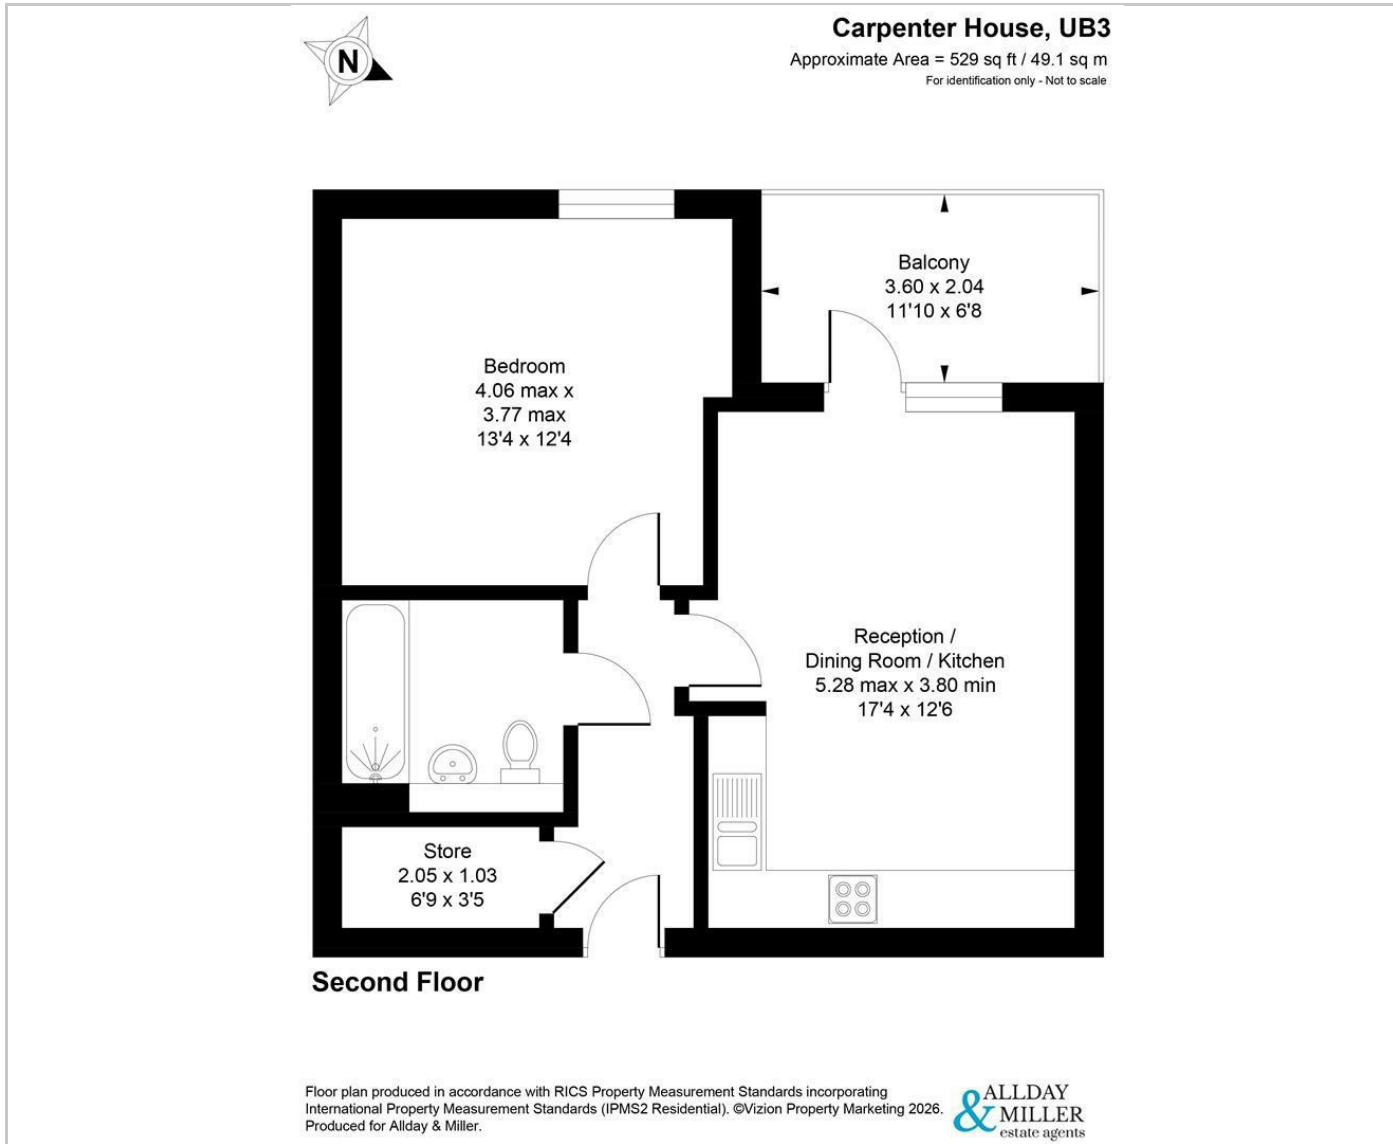 N
Carpenter House, UB3
Approximate Area = 529 sq ft / 49.1 sq m
For identification only - Not to scale
Balcony
3.60 x 2.04
11'10 x 6'8
Bedroom
4.06 max x
3.77 max
13'4 x 12'4
Reception /
Dining Room / Kitchen
5.28 max x 3.80 min
17'4 x 12'6
Store
2.05 x 1.03
6'9 x 3'5
Second Floor
Floor plan produced in accordance with RICS Property Measurement Standards incorporating
International Property Measurement Standards (IPMS2 Residential). ©Vizion Property Marketing 2026.
Produced for Allday & Miller.
ALLDAY
& MILLER
estate agents